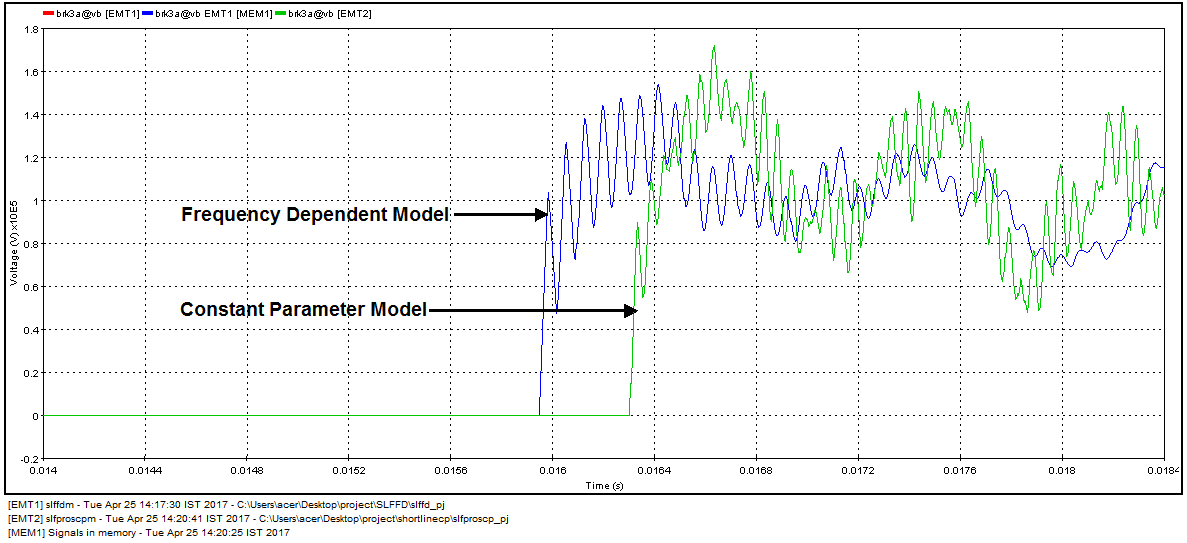 brk3a@vb [EMT1] brk3a@vb EMT1 [MEM1] brk3a@vb [EMT2]
1.8
1.6
1.4
1.2
1
0.8
0.6
0.4
0.2
0
-0.2
Voltage (V) x10E5
Frequency Dependent Model
Constant Parameter Model
0.014 0.0144 0.0148 0.0152 0.0156 0.016 0.0164 0.0168 0.0172 0.0176 0.018 0.0184
Time (s)
[EMT1] slffdm - Tue Apr 25 14:17:30 IST 2017 - C:\Users\acer\Desktop\project\SLFFD\slffd_pj
[EMT2] slfproscpm - Tue Apr 25 14:20:41 IST 2017 - C:\Users\acer\Desktop\project\shortlinecp\slfproscp_pj
[MEM1] Signals in memory - Tue Apr 25 14:20:25 IST 2017